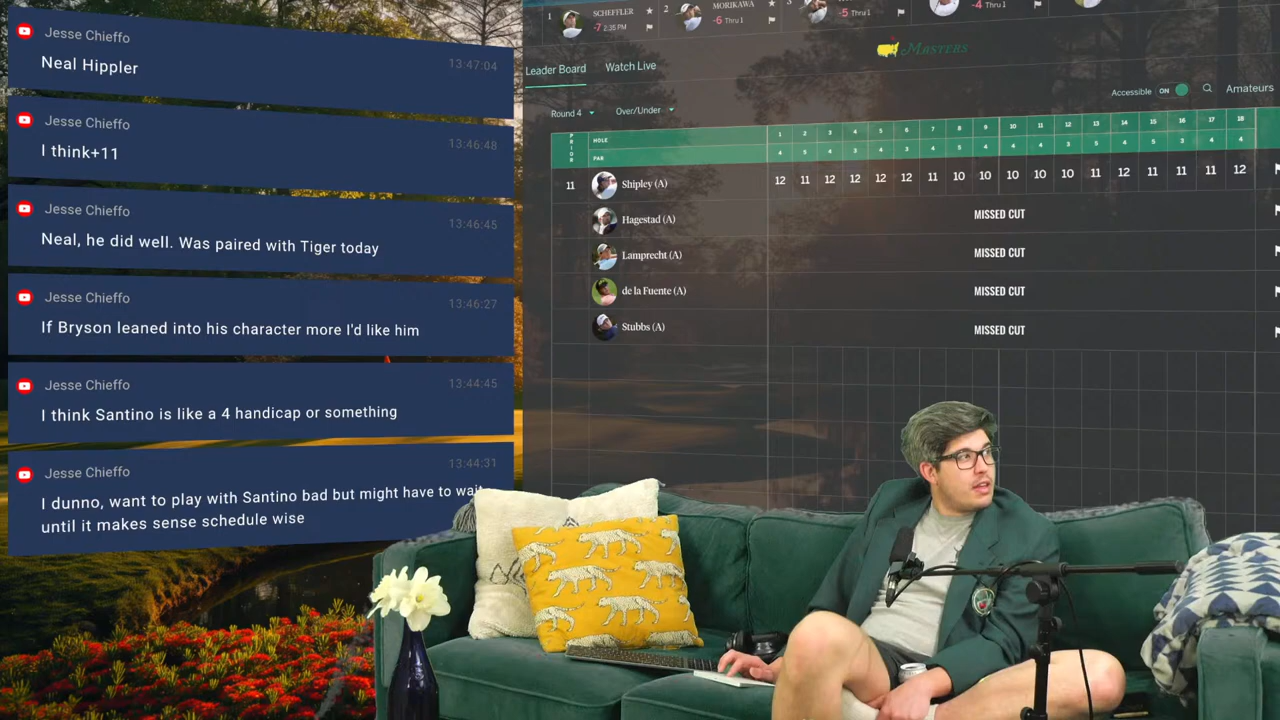 Jesse Chieffo
Neal Hippler
13:47:04
Jesse Chieffo
I think+11
13:46:48
Jesse Chieffo
Neal, he did well. Was paired with Tiger today
13:46:45
Jesse Chieffo
If Bryson leaned into his character more I'd like him
13:46:27
Jesse Chieffo
I think Santino is like a 4 handicap or something
13:44:45
Jesse Chieffo
I dunno, want to play with Santino bad but might have to wait
until it makes sense schedule wise
13:44:31
1 SCHEFFLER 2 MORIKAWA 3
-7 2:35 PM -6 Thru 1 -5 Thru 1 -4 Thru 1
MASTERS
Leader Board Watch Live
Accessible ON Amateurs
Round 4 Over/Under
PRIOR
HOLE 1 2 3 4 5 6 7 8 9 10 11 12 13 14 15 16 17 18
PAR 4 5 4 3 4 3 4 5 4 4 4 3 5 4 5 3 4 4
11 Shipley (A) 12 11 12 12 12 12 11 10 10 10 10 10 11 12 11 11 11 12
Hagestad (A) MISSED CUT
Lamprecht (A) MISSED CUT
de la Fuente (A) MISSED CUT
Stubbs (A) MISSED CUT